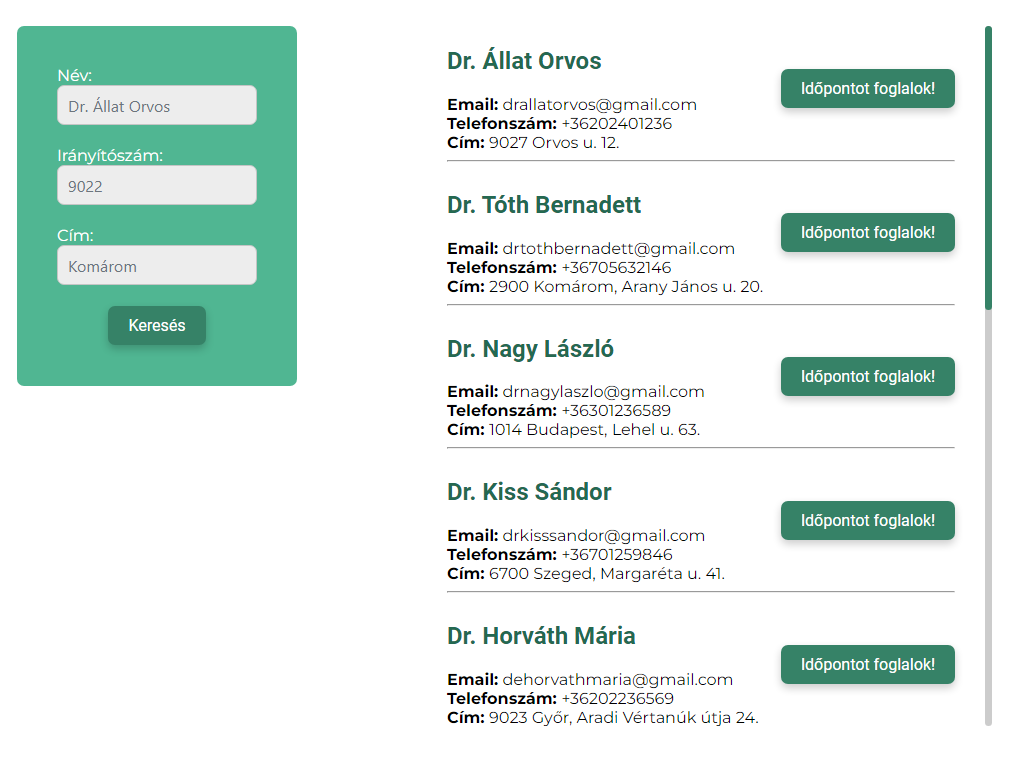 Név:
Dr. Állat Orvos
Irányítószám:
9022
Cím:
Komárom
Keresés
Dr. Állat Orvos
Időpontot foglalok!
Email: drallatorvos@gmail.com
Telefonszám: +36202401236
Cím: 9027 Orvos u. 12.
Dr. Tóth Bernadett
Időpontot foglalok!
Email: drtothbernadett@gmail.com
Telefonszám: +36705632146
Cím: 2900 Komárom, Arany János u. 20.
Dr. Nagy László
Időpontot foglalok!
Email: drnagylaszlo@gmail.com
Telefonszám: +36301236589
Cím: 1014 Budapest, Lehel u. 63.
Dr. Kiss Sándor
Időpontot foglalok!
Email: drkisssandor@gmail.com
Telefonszám: +36701259846
Cím: 6700 Szeged, Margaréta u. 41.
Dr. Horváth Mária
Időpontot foglalok!
Email: dehorvathmaria@gmail.com
Telefonszám: +36202236569
Cím: 9023 Győr, Aradi Vértanúk útja 24.